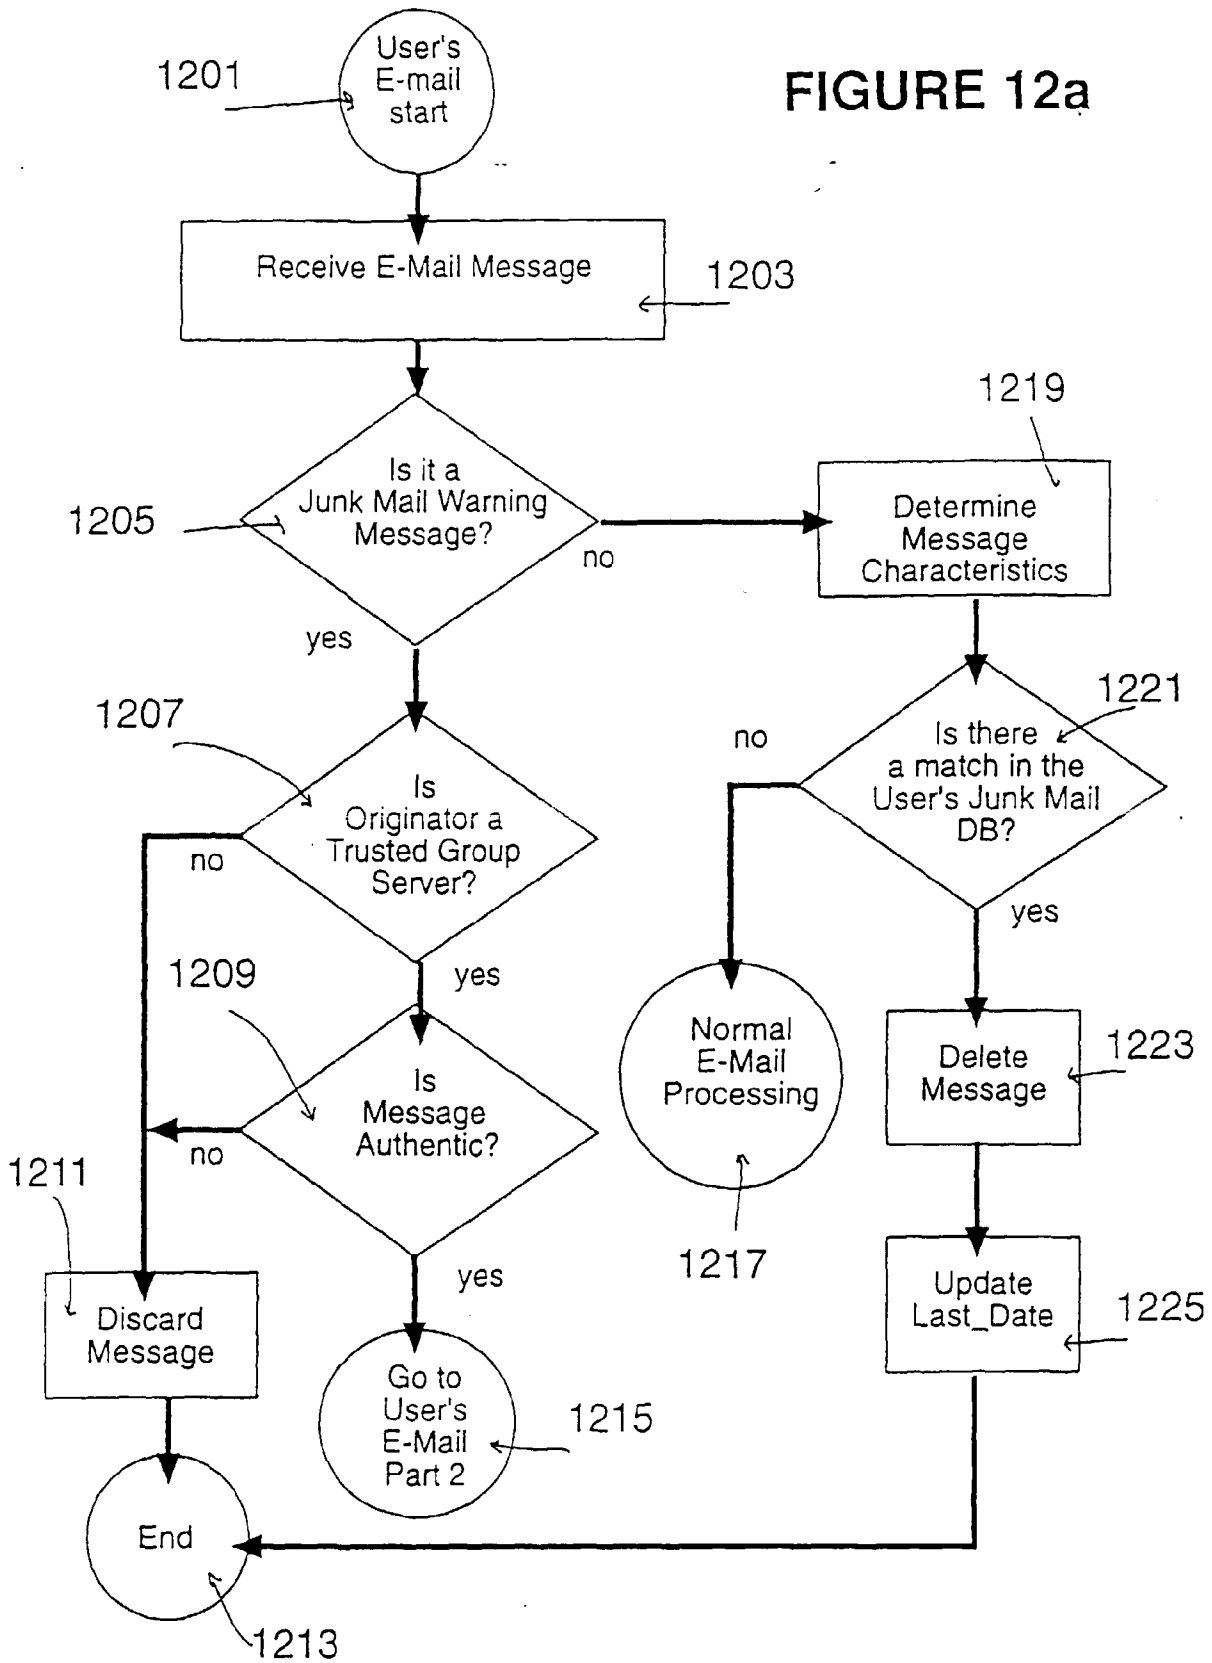 1201
User's
E-mail
start
FIGURE 12a
Receive E-Mail Message
1203
1219
Is it a
Junk Mail Warning
Message?
1205
no
yes
Determine
Message
Characteristics
1207
1221
no
Is there
a match in the
User's Junk Mail
DB?
Is
Originator a
Trusted Group
Server?
no
yes
yes
1209
Normal
E-Mail
Processing
Delete
Message
1223
Is
Message
Authentic?
no
1211
yes
1217
Discard
Message
Update
Last_Date
1225
Go to
User's
E-Mail
Part 2
1215
End
1213